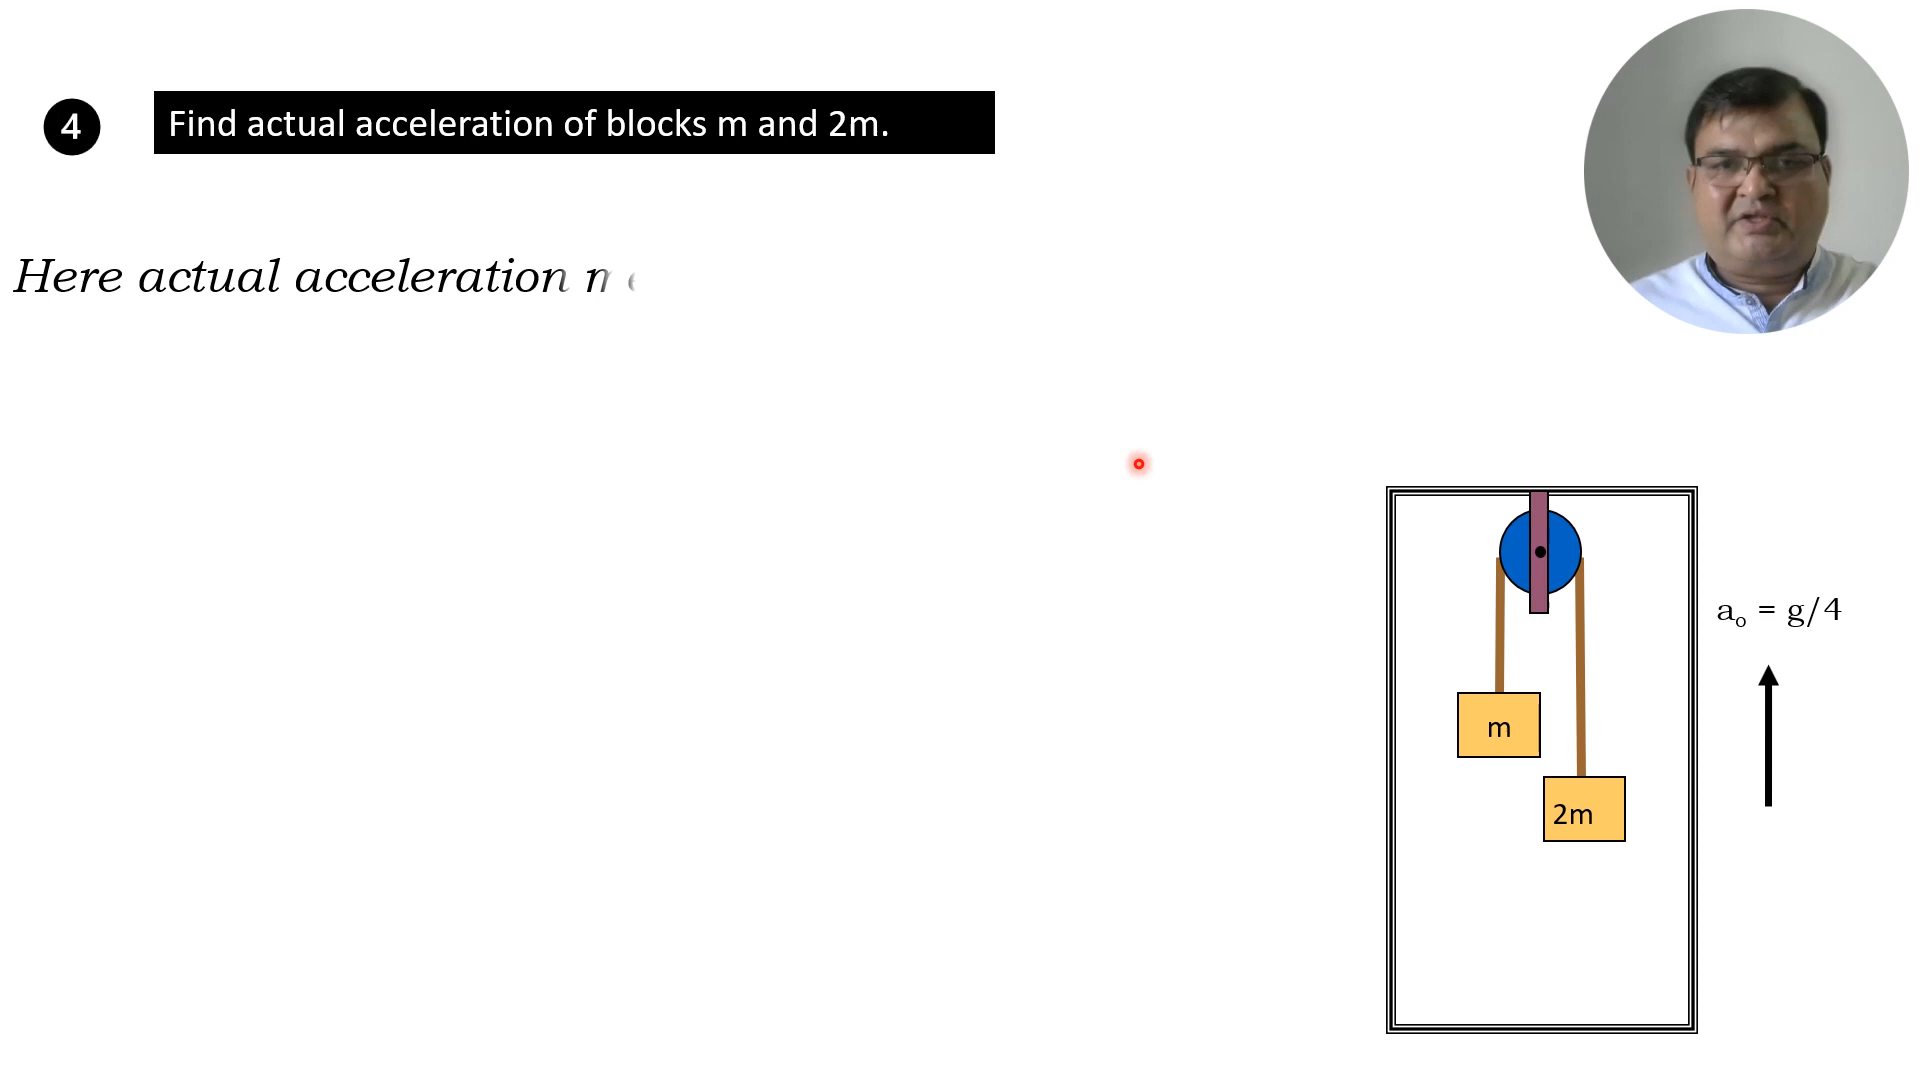 4
Find actual acceleration of blocks m and 2m.
Here actual acceleration
aₒ = g/4
m
2m